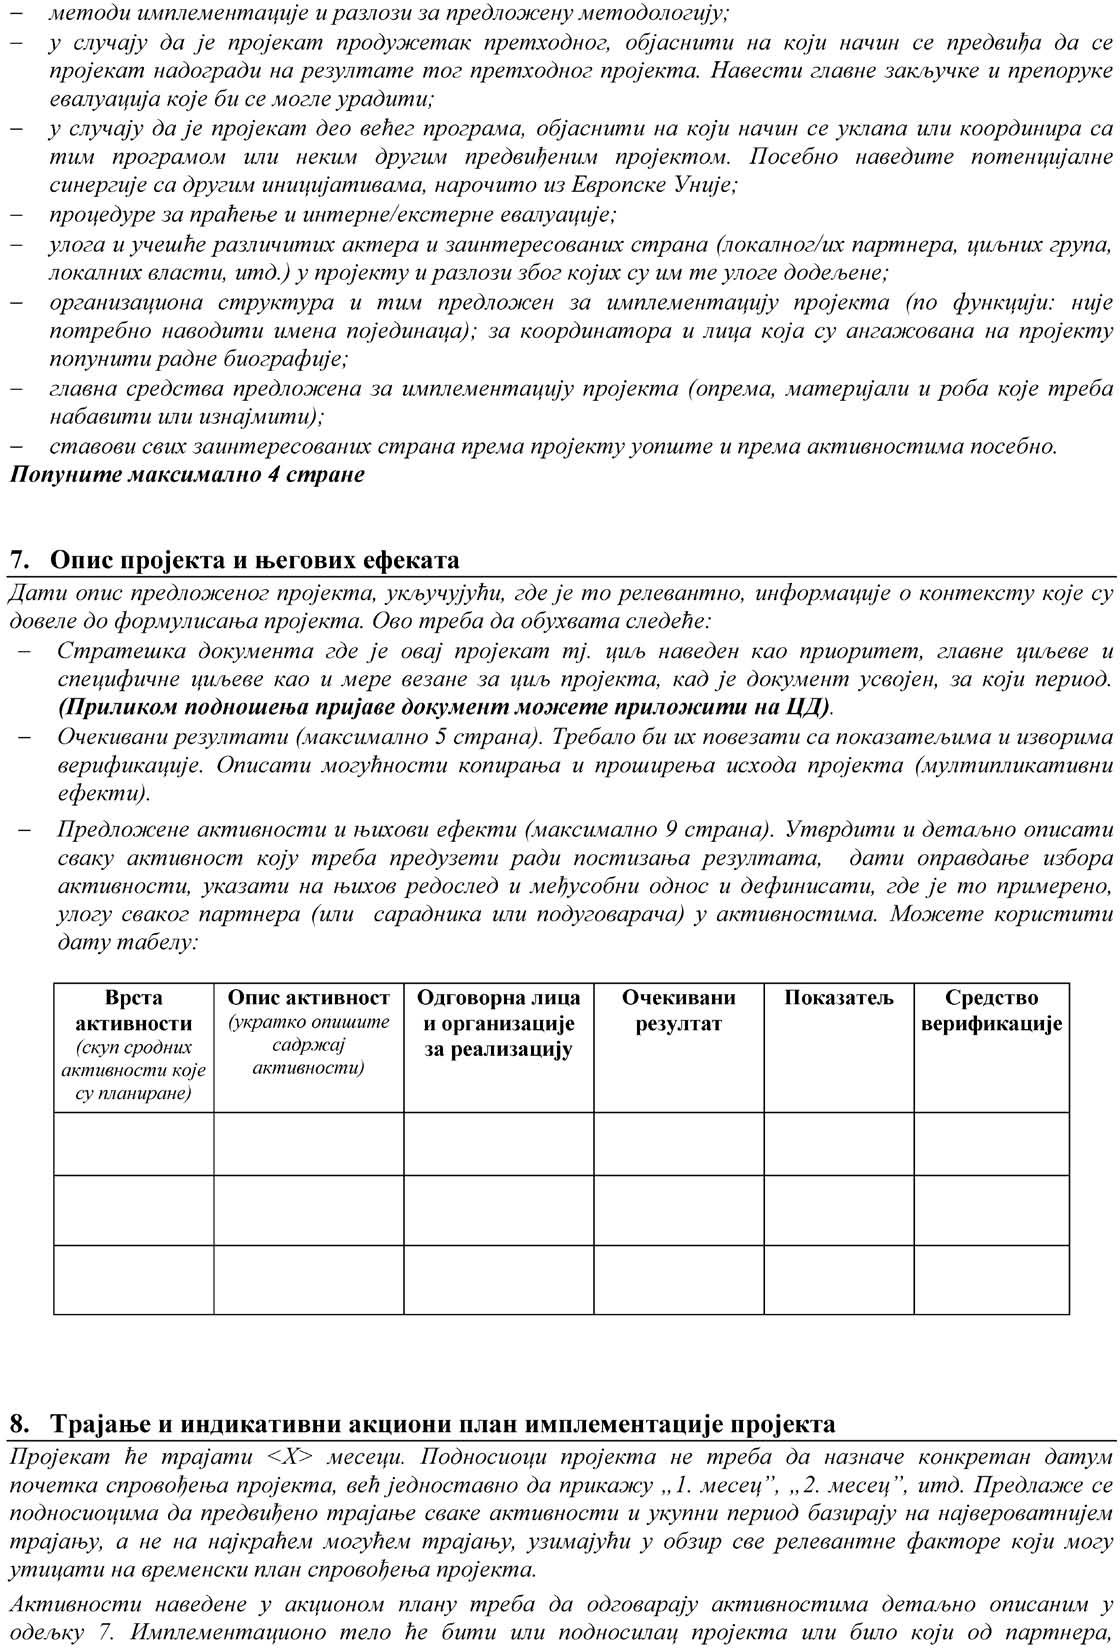 – методи имплементације и разлози за предложену методологију;
– у случају да је пројекат продужетак претходног, објаснити на који начин се предвиђа да се
пројекат надогради на резултате тог претходног пројекта. Навести главне закључке и препоруке
евалуација које би се могле урадити;
– у случају да је пројекат део већег програма, објаснити на који начин се уклапа или координира са
тим програмом или неким другим предвиђеним пројектом. Посебно наведите потенцијалне
синергије са другим иницијативама, нарочито из Европске Уније;
– процедуре за праћење и интерне/екстерне евалуације;
– улога и учешће различитих актера и заинтересованих страна (локалног/их партнера, циљних група,
локалних власти, итд.) у пројекту и разлози због којих су им те улоге додељене;
– организациона структура и тим предложен за имплементацију пројекта (по функцији: није
потребно наводити имена појединаца); за координатора и лица која су ангажована на пројекту
попунити радне биографије;
– главна средства предложена за имплементацију пројекта (опрема, материјали и роба које треба
набавити или изнајмити);
– ставови свих заинтересованих страна према пројекту уопште и према активностима посебно.
Попуните максимално 4 стране
7. Опис пројекта и његових ефеката
Дати опис предложеног пројекта, укључујући, где је то релевантно, информације о контексту које су
довеле до формулисања пројекта. Ово треба да обухвата следеће:
– Стратешка документа где је овај пројекат тј. циљ наведен као приоритет, главне циљеве и
специфичне циљеве као и мере везане за циљ пројекта, кад је документ усвојен, за који период.
(Приликом подношења пријаве документ можете приложити на ЦД).
– Очекивани резултати (максимално 5 страна). Требало би их повезати са показатељима и изворима
верификације. Описати могућности копирања и проширења исхода пројекта (мултипликативни
ефекти).
– Предложене активности и њихови ефекти (максимално 9 страна). Утврдити и детаљно описати
сваку активност коју треба предузети ради постизања резултата, дати оправдање избора
активности, указати на њихов редослед и међусобни однос и дефинисати, где је то примерено,
улогу сваког партнера (или сарадника или подуговарача) у активностима. Можете користити
дату табелу:
Врста
активности
(скуп сродних
активности које
су планиране)
Опис активност
(укратко опишите
садржај
активности)
Одговорна лица
и организације
за реализацију
Очекивани
резултат
Показатељ
Средство
верификације
8. Трајање и индикативни акциони план имплементације пројекта
Пројекат ће трајати <X> месеци. Подносиоци пројекта не треба да назначе конкретан датум
почетка спровођења пројекта, већ једноставно да прикажу „1. месец”, „2. месец”, итд. Предлаже се
подносиоцима да предвиђено трајање сваке активности и укупни период базирају на највероватнијем
трајању, а не на најкраћем могућем трајању, узимајући у обзир све релевантне факторе који могу
утицати на временски план спровођења пројекта.
Активности наведене у акционом плану треба да одговарају активностима детаљно описаним у
одељку 7. Имплементационо тело ће бити или подносилац пројекта или било који од партнера,